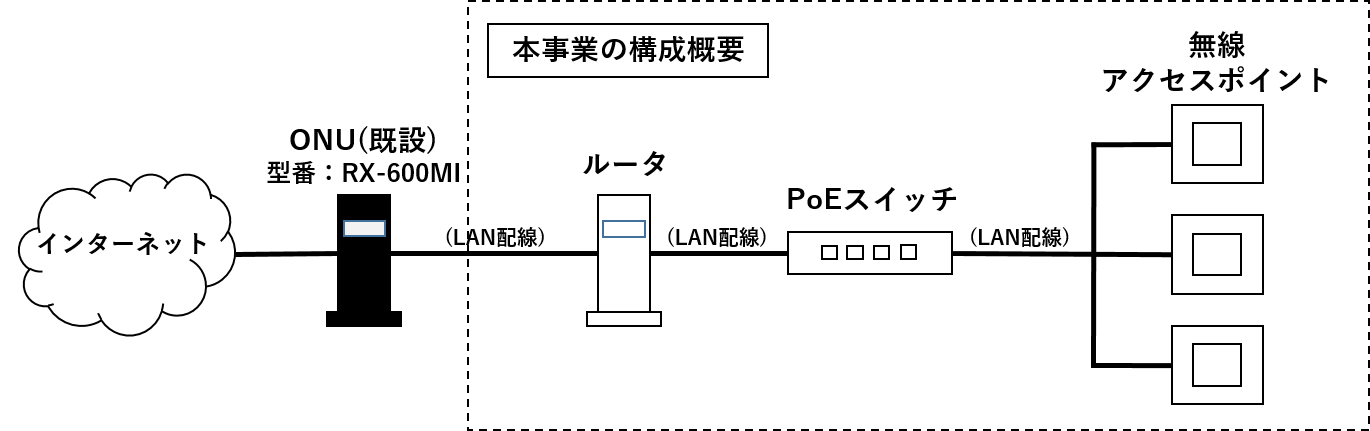 本事業の構成概要
無線
アクセスポイント
ONU(既設)
型番：RX-600MI
ルータ
PoEスイッチ
インターネット
(LAN配線)
(LAN配線)
(LAN配線)